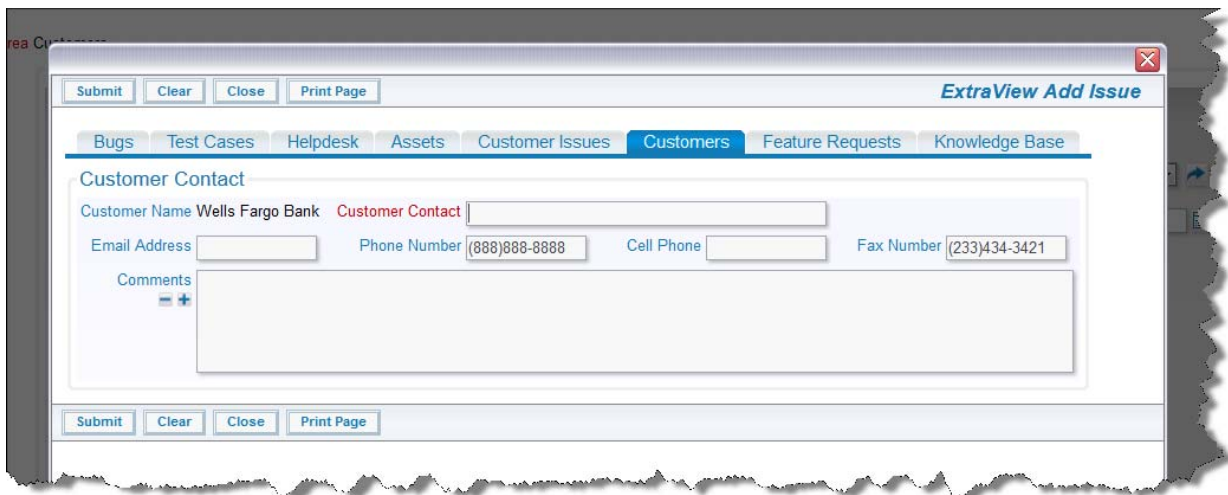 rea Customers
Submit Clear Close Print Page ExtraView Add Issue
Bugs Test Cases Helpdesk Assets Customer Issues Customers Feature Requests Knowledge Base
Customer Contact
Customer Name Wells Fargo Bank Customer Contact
Email Address Phone Number (888)888-8888 Cell Phone Fax Number (233)434-3421
Comments
Submit Clear Close Print Page